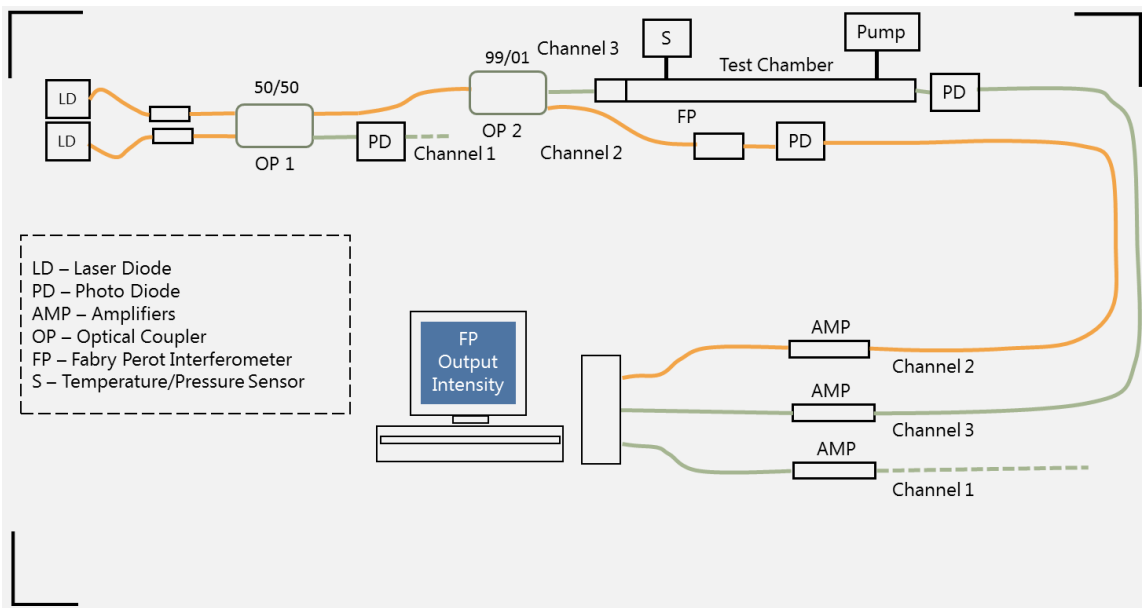 S
Pump
Channel 3
99/01
Test Chamber
50/50
LD
PD
LD
FP
OP 2
PD
PD
Channel 1
Channel 2
OP 1
LD – Laser Diode
PD – Photo Diode
AMP – Amplifiers
OP – Optical Coupler
FP – Fabry Perot Interferometer
S – Temperature/Pressure Sensor
FP
Output
Intensity
AMP
Channel 2
AMP
Channel 3
AMP
Channel 1